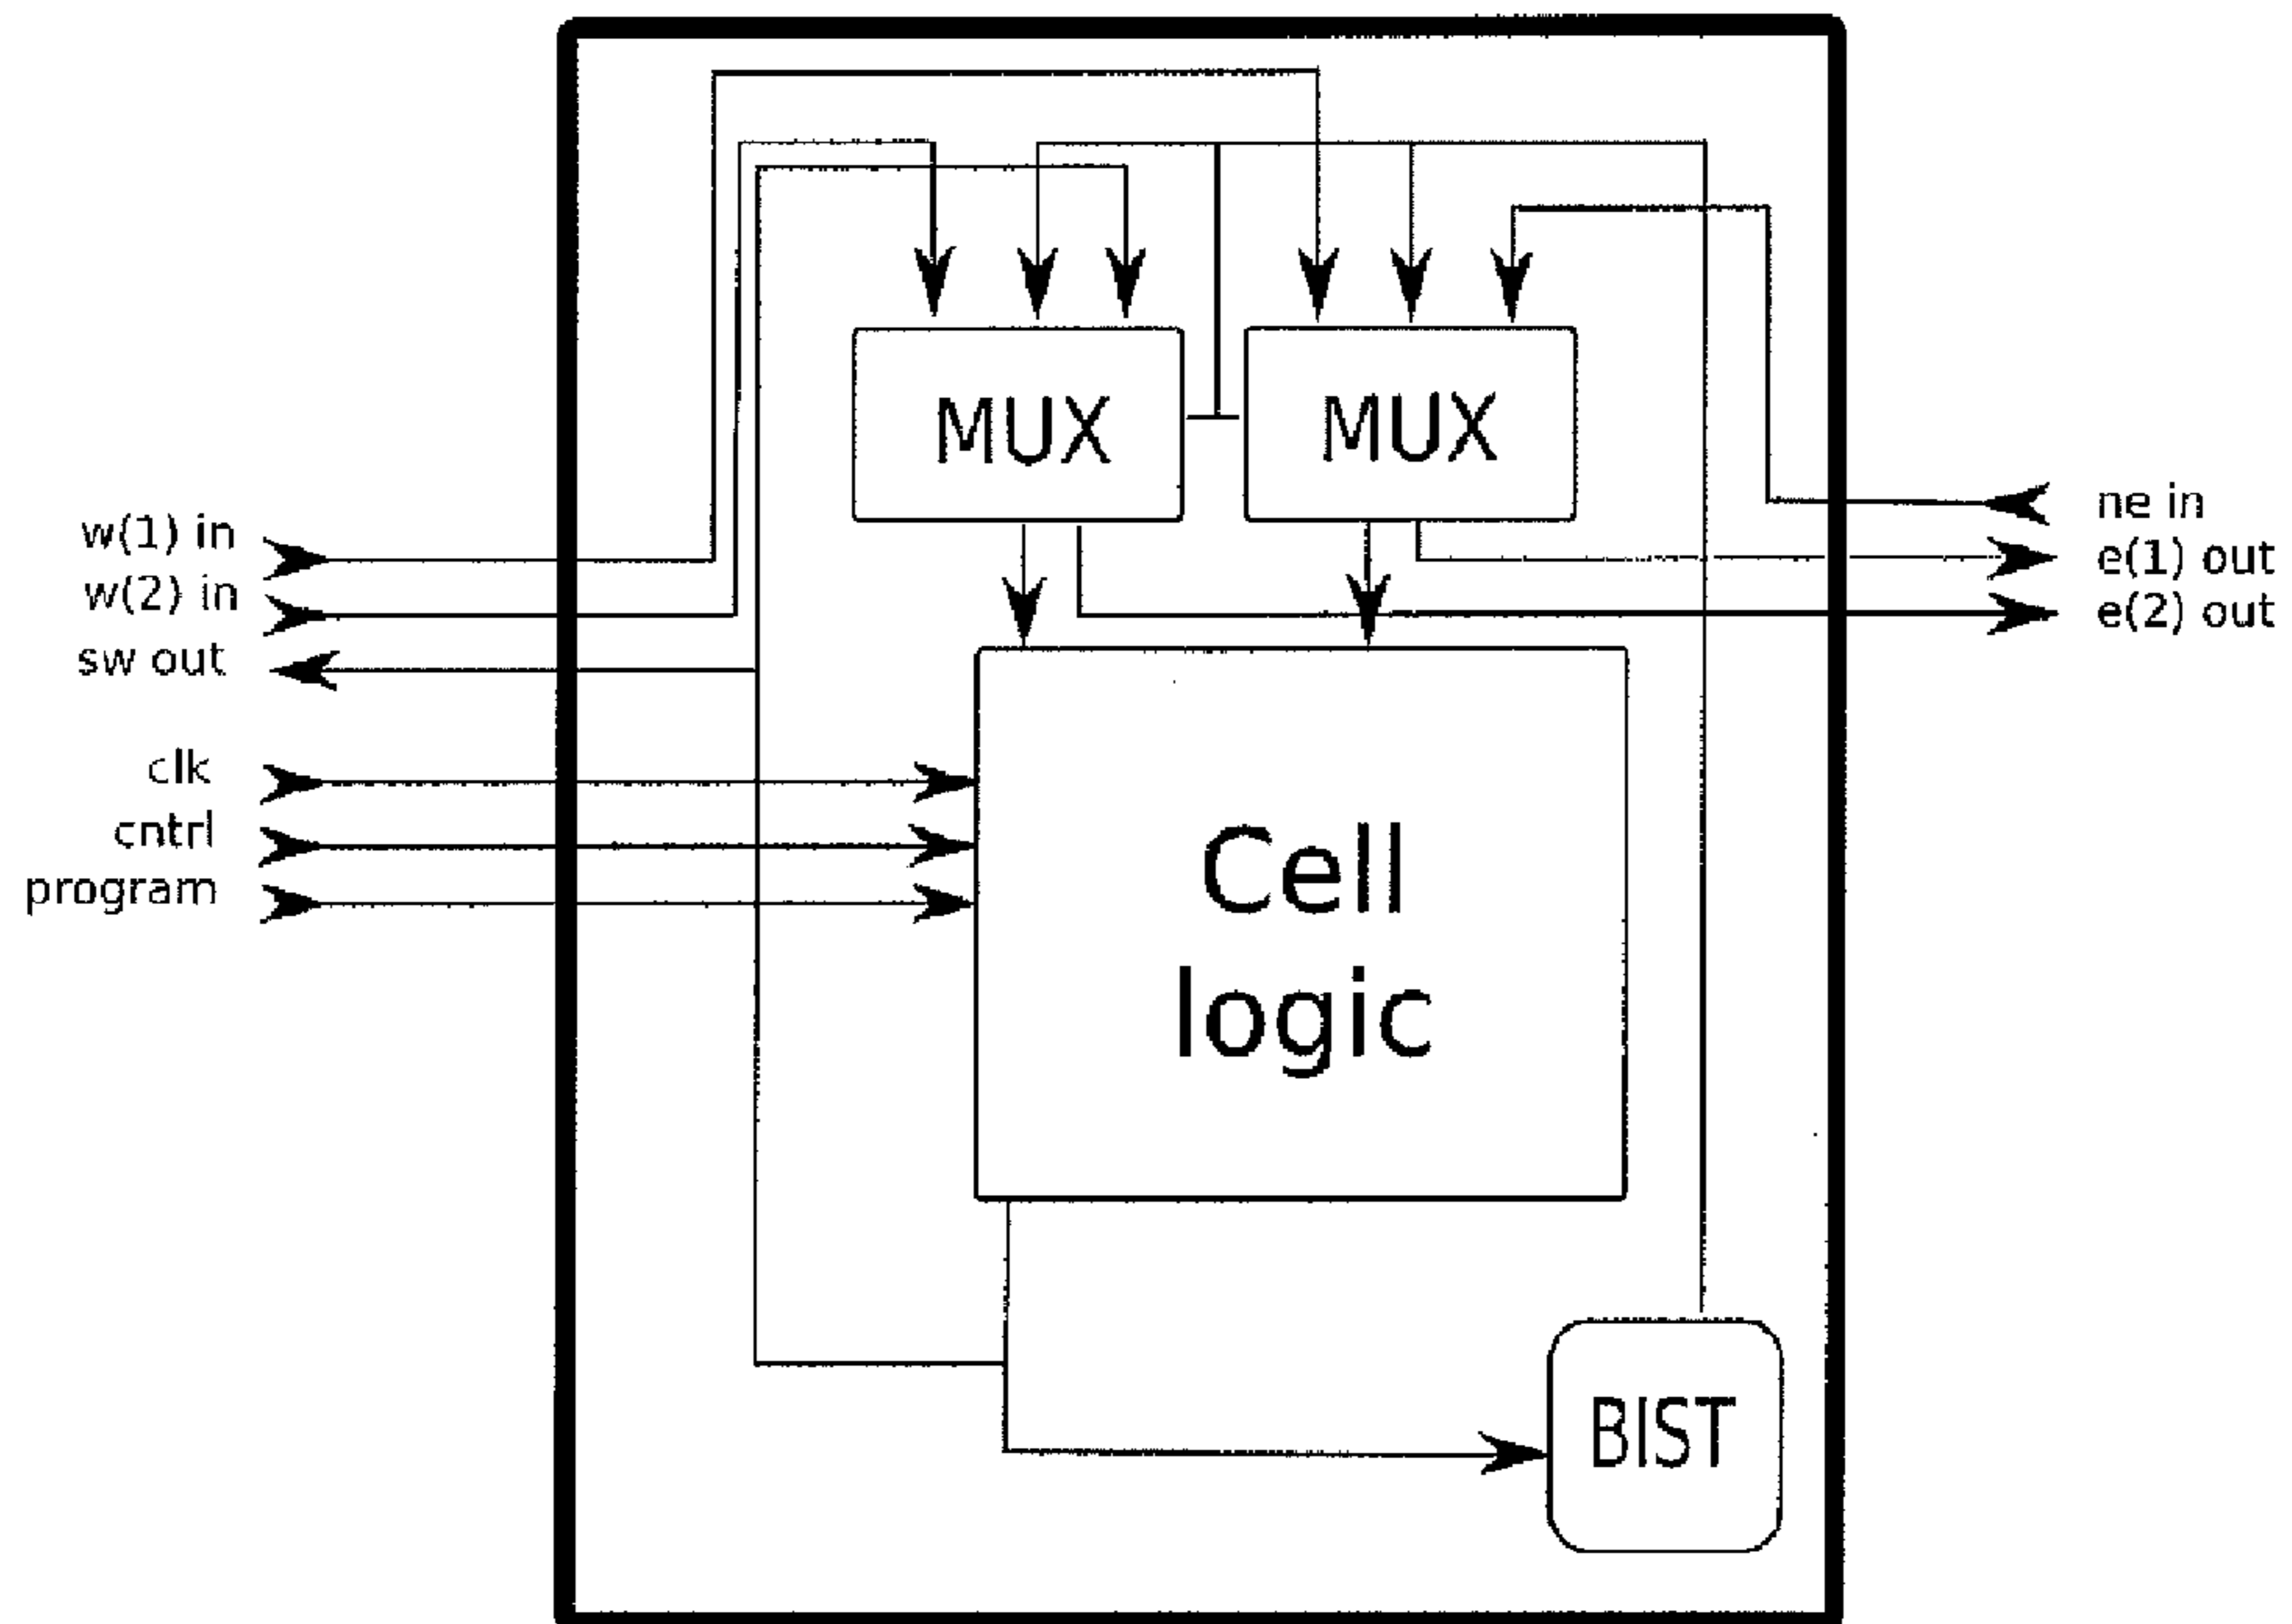 MUX
MUX
w(1) in
w(2) in
sw out
ne in
e(1) out
e(2) out
clk
cntrl
program
Cell
logic
BIST